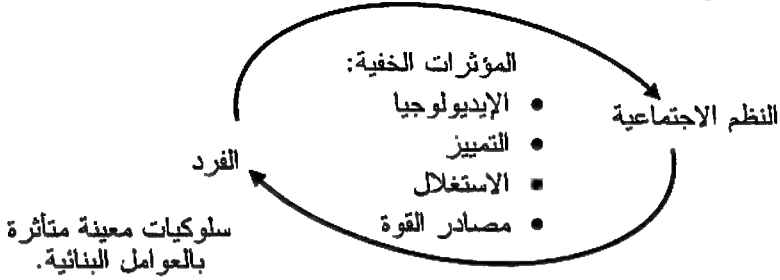 المؤثرات الخفية:
• الإيديولوجيا
• التمييز
▪ الاستغلال
• مصادر القوة
النظم الاجتماعية
الفرد
سلوكيات معينة متأثرة
بالعوامل البنائية.